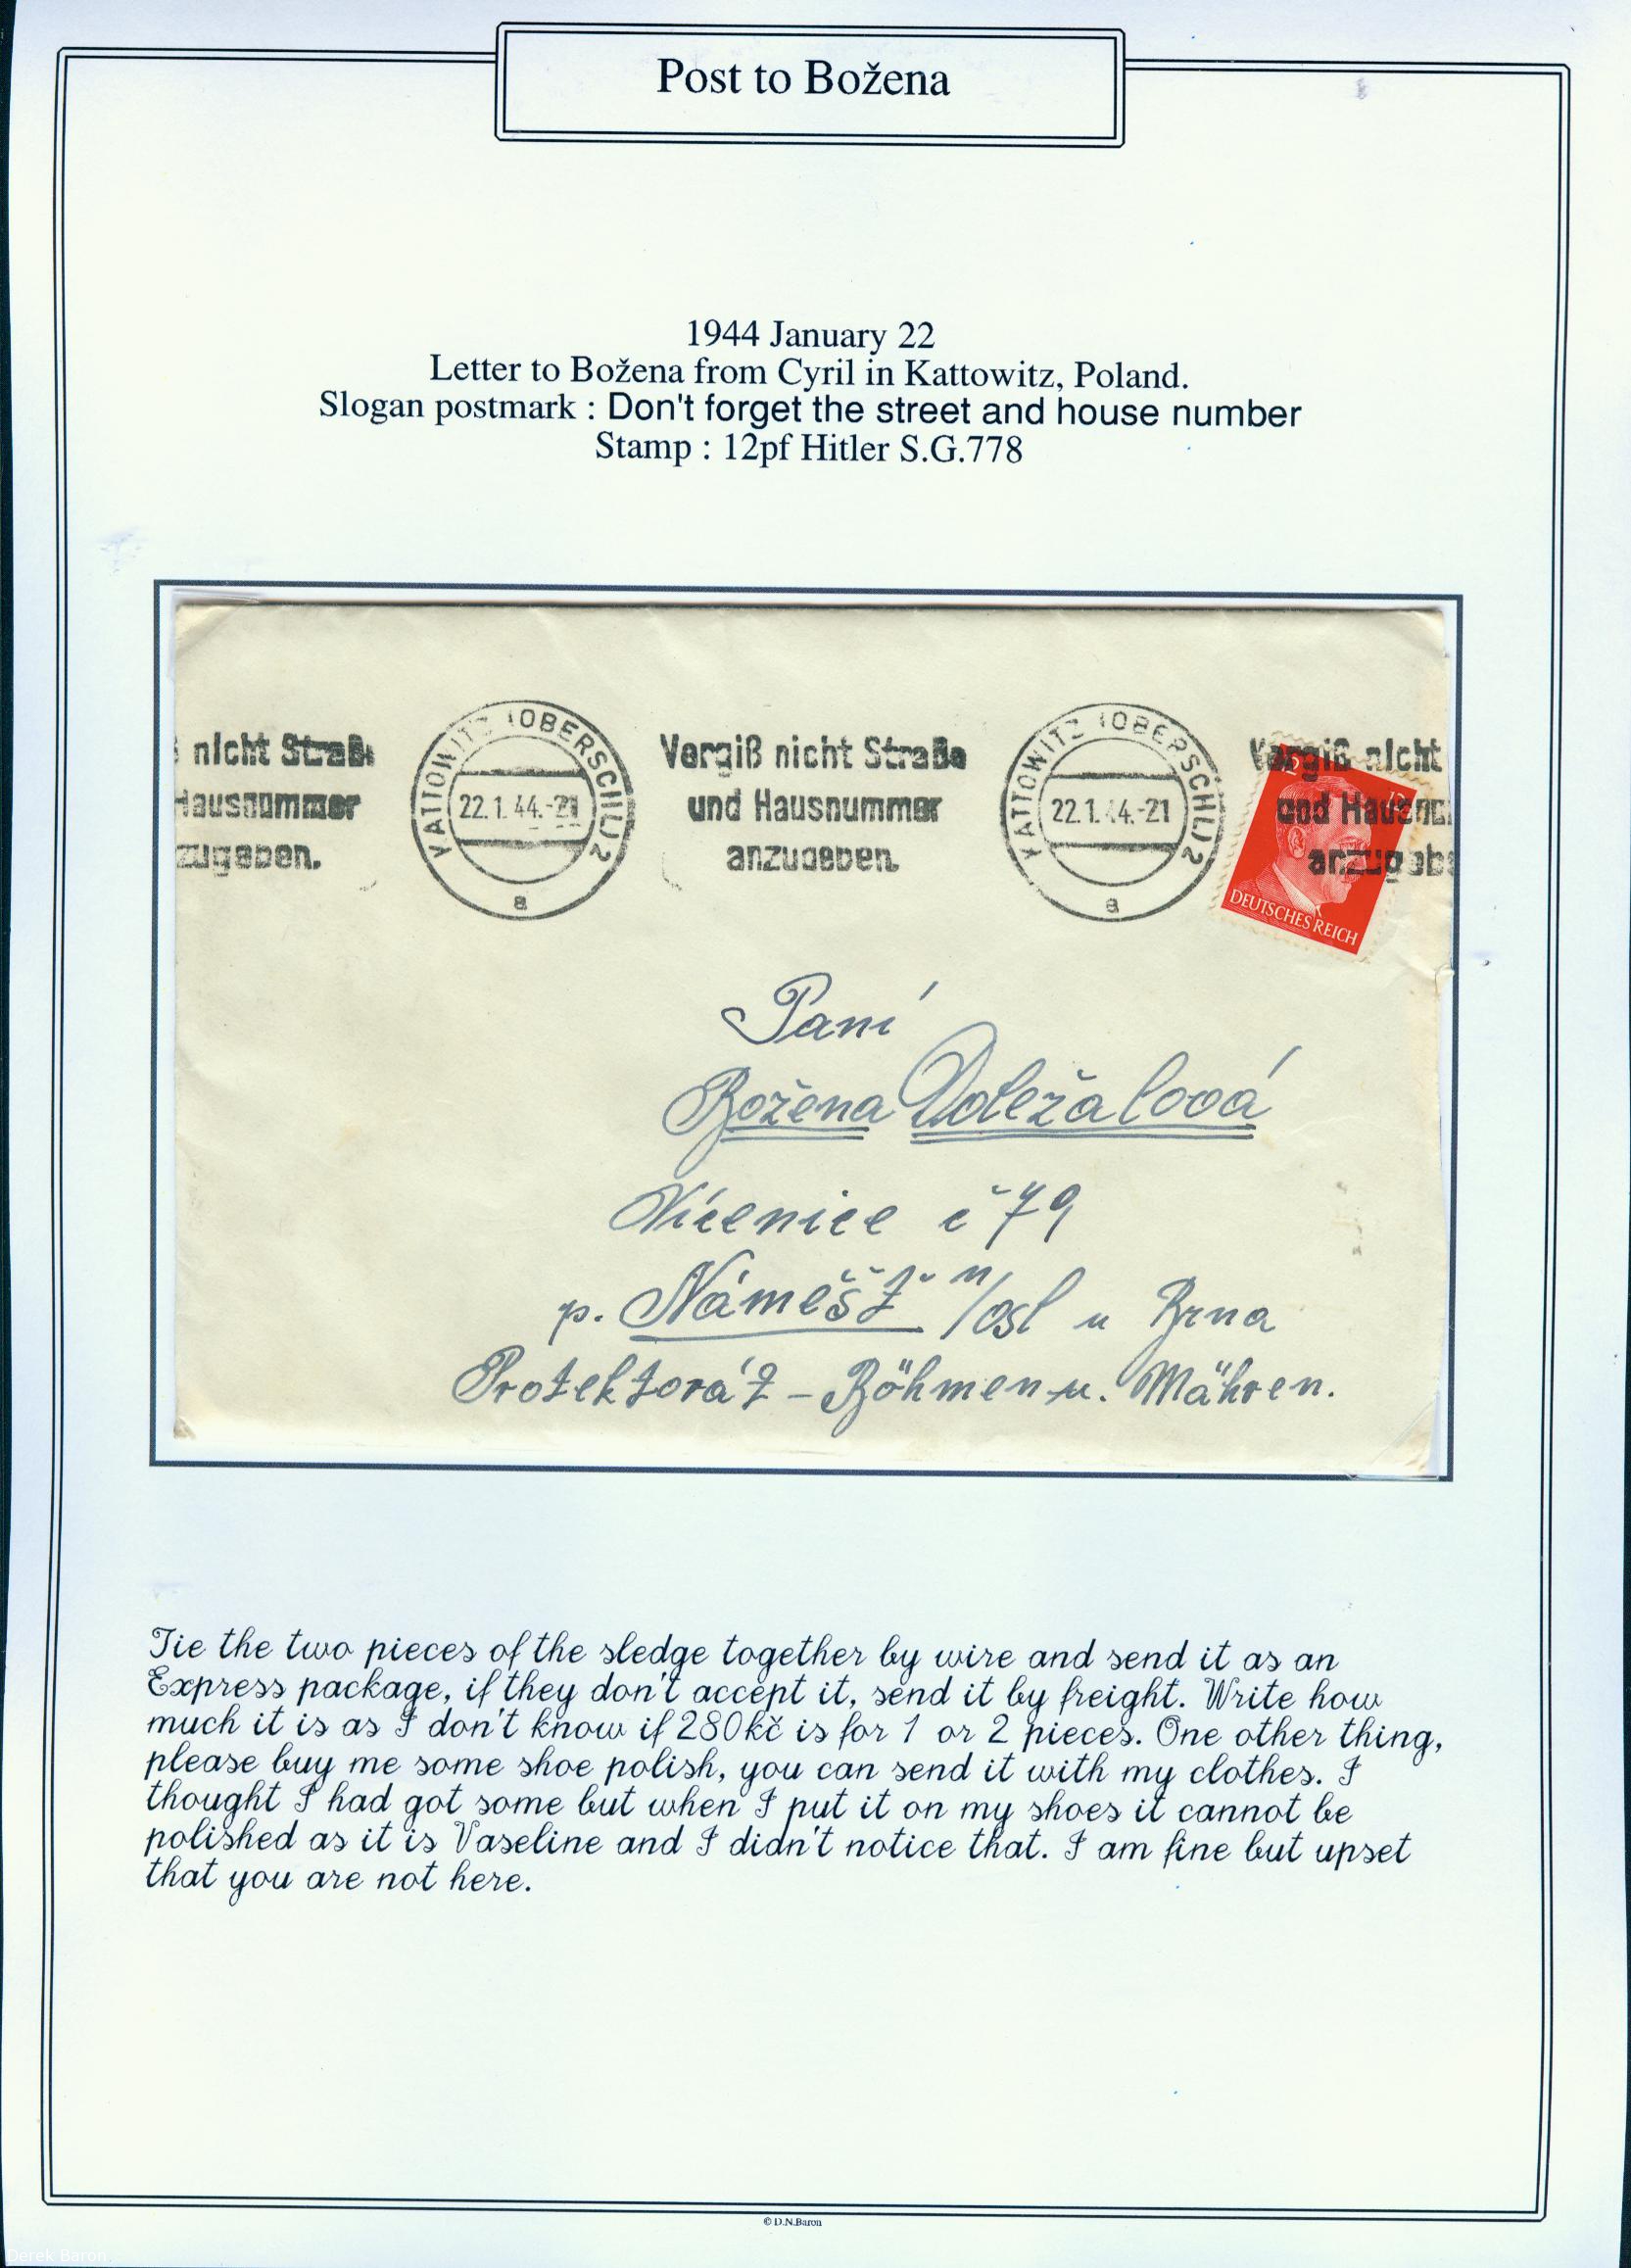 Post to Božena
1944 January 22
Letter to Božena from Cyril in Kattowitz, Poland.
Slogan postmark : Don't forget the street and house number
Stamp : 12pf Hitler S.G.778
nicht Straße
Hausnummer
zugeben.
KATTOWITZ (OBERSCHL) 2
22.1.44.-21
a
Vergiß nicht Straße
und Hausnummer
anzugeben.
KATTOWITZ (OBERSCHL) 2
22.1.44.-21
a
Vergiß nicht
und Hausnu
anzugebe
12
12
DEUTSCHES REICH
Paní
Božena Doležalová
Vícenice č 79
p. Náměšť n/osl u Brna
Protektorát - Böhmen u. Mähren.
Tie the two pieces of the sledge together by wire and send it as an
Express package, if they don't accept it, send it by freight. Write how
much it is as I don't know if 280kč is for 1 or 2 pieces. One other thing,
please buy me some shoe polish, you can send it with my clothes. I
thought I had got some but when I put it on my shoes it cannot be
polished as it is Vaseline and I didn't notice that. I am fine but upset
that you are not here.
© D.N.Baron
Derek Baron